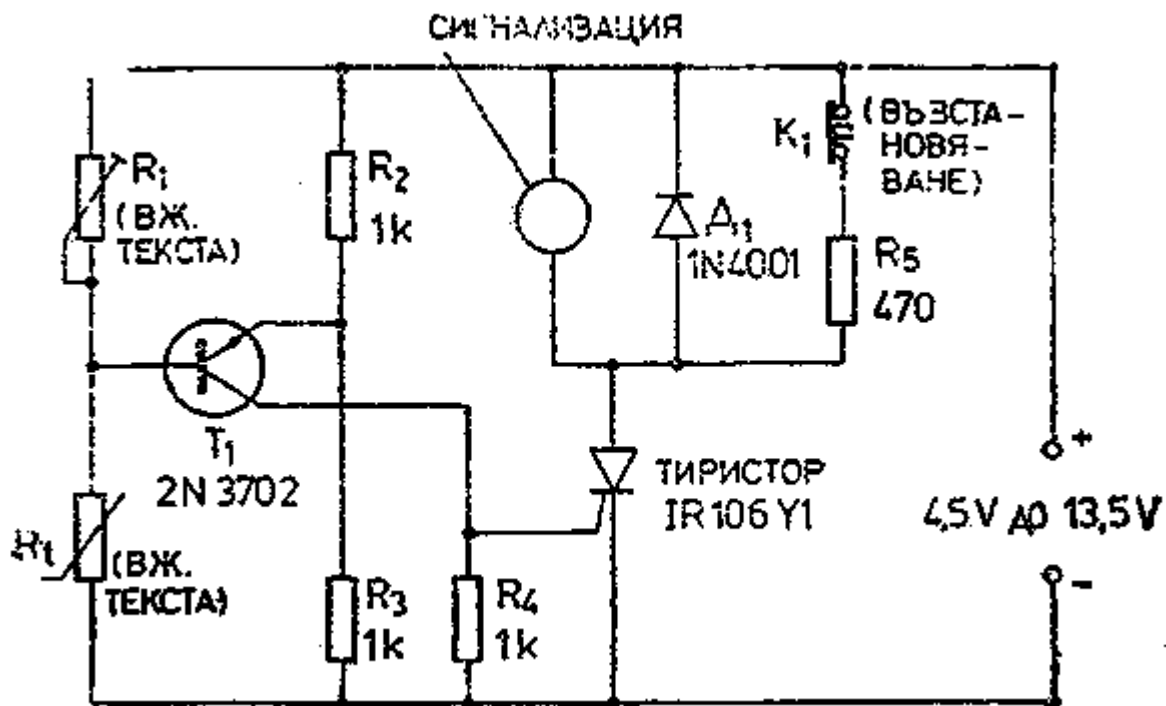 СИГНАЛИЗАЦИЯ
R1
(ВЖ.
ТЕКСТА)
R2
1k
Д1
1N4001
K1
(ВЪЗСТА-
НОВЯ-
ВАНЕ)
R5
470
T1
2N 3702
ТИРИСТОР
IR 106 Y1
+
4,5V ДО 13,5V
-
Rt
(ВЖ.
ТЕКСТА)
R3
1k
R4
1k